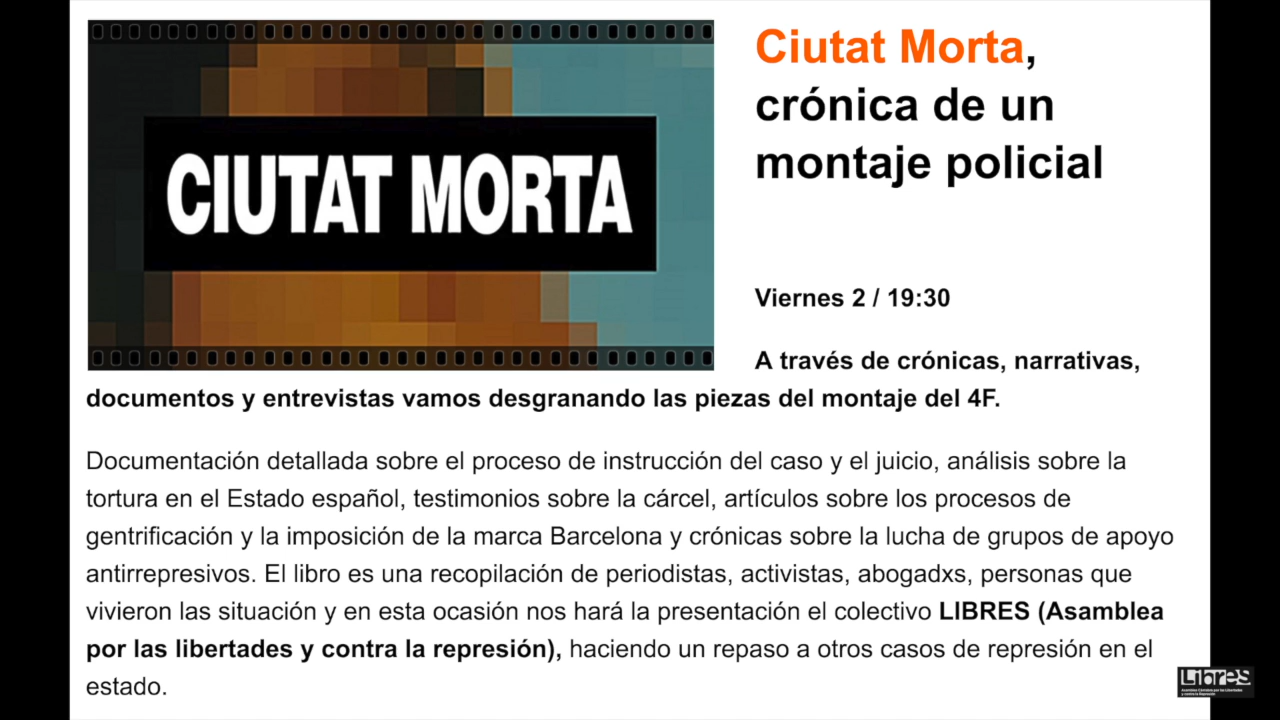 CIUTAT MORTA
Ciutat Morta,
crónica de un
montaje policial
Viernes 2 / 19:30
A través de crónicas, narrativas,
documentos y entrevistas vamos desgranando las piezas del montaje del 4F.
Documentación detallada sobre el proceso de instrucción del caso y el juicio, análisis sobre la
tortura en el Estado español, testimonios sobre la cárcel, artículos sobre los procesos de
gentrificación y la imposición de la marca Barcelona y crónicas sobre la lucha de grupos de apoyo
antirrepresivos. El libro es una recopilación de periodistas, activistas, abogadxs, personas que
vivieron las situación y en esta ocasión nos hará la presentación el colectivo LIBRES (Asamblea
por las libertades y contra la represión), haciendo un repaso a otros casos de represión en el
estado.
Libres